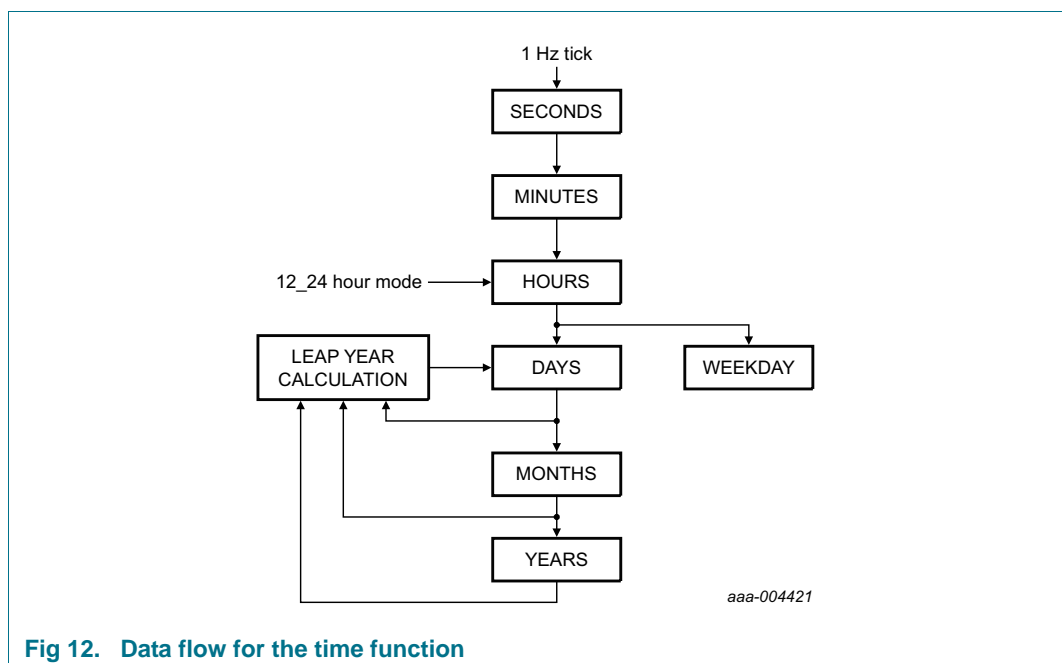 1 Hz tick
SECONDS
MINUTES
12_24 hour mode
HOURS
LEAP YEAR
CALCULATION
DAYS
WEEKDAY
MONTHS
YEARS
aaa-004421
Fig 12. Data flow for the time function